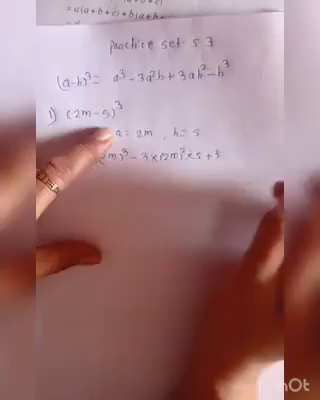 = a(a+b+c)+b(a+b+
Practice set 5.3
(a-b)³ = a³ - 3a²b + 3ab² - b³
1) (2m - 5)³
a = 2m , b = 5
m)³ - 3×(2m)²×5 + 3